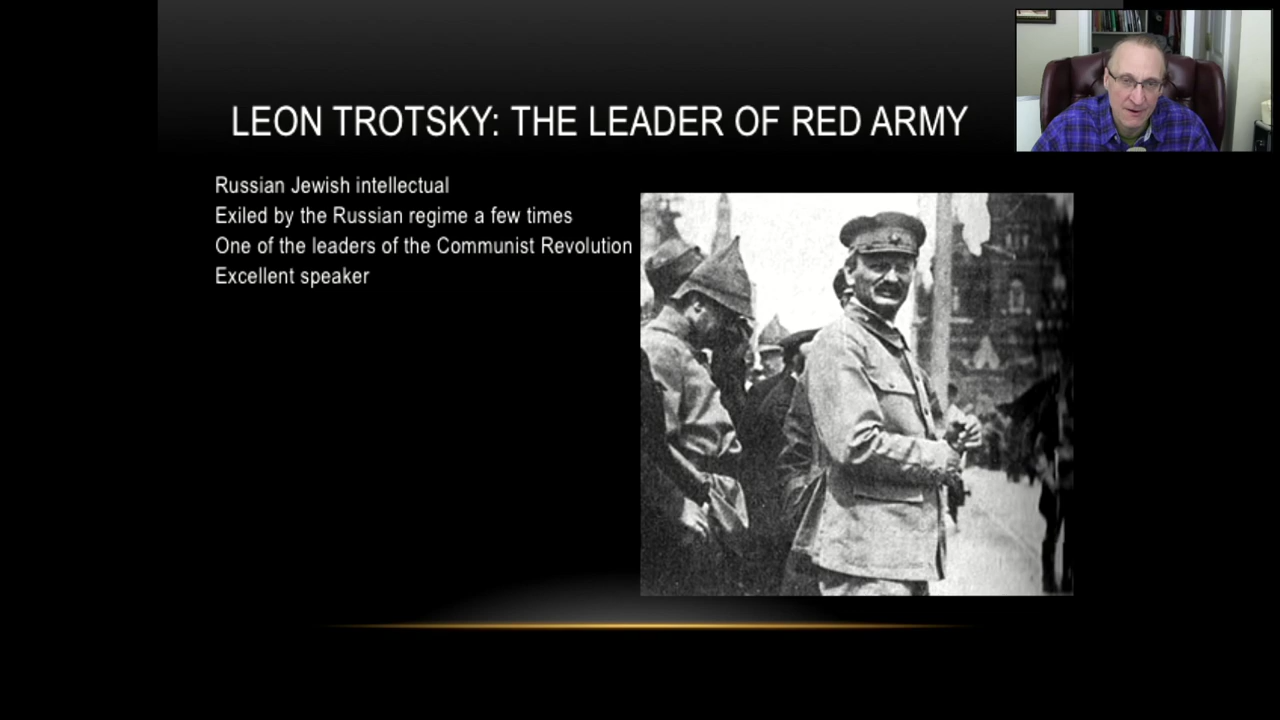 LEON TROTSKY: THE LEADER OF RED ARMY
Russian Jewish intellectual
Exiled by the Russian regime a few times
One of the leaders of the Communist Revolution
Excellent speaker